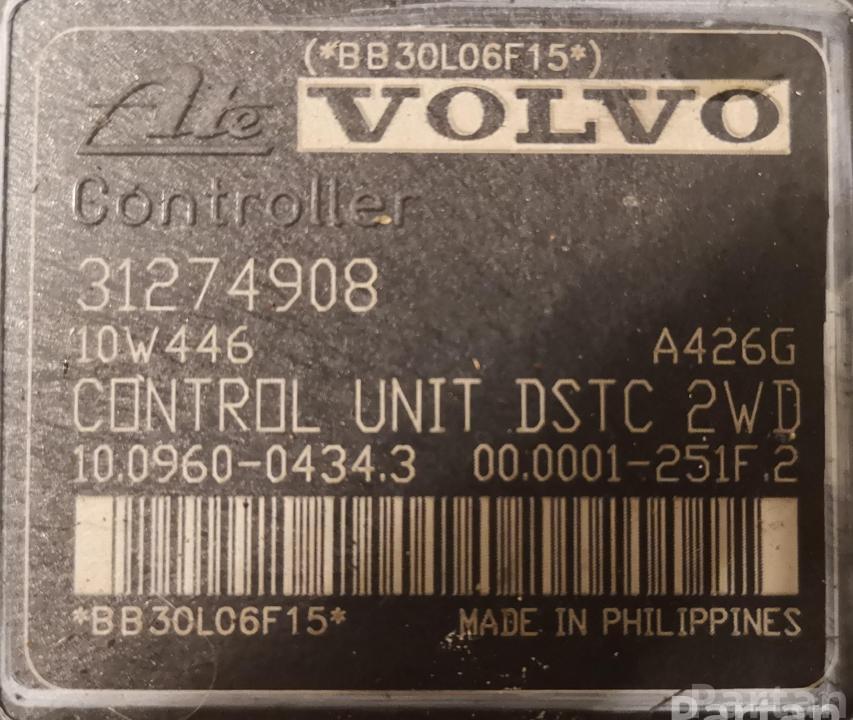 (*BB30L06F15*)
Ate VOLVO
Controller
31274908
10W446 A426G
CONTROL UNIT DSTC 2WD
10.0960-0434.3 00.0001-251F.2
*BB30L06F15* MADE IN PHILIPPINES
Partan
Partan